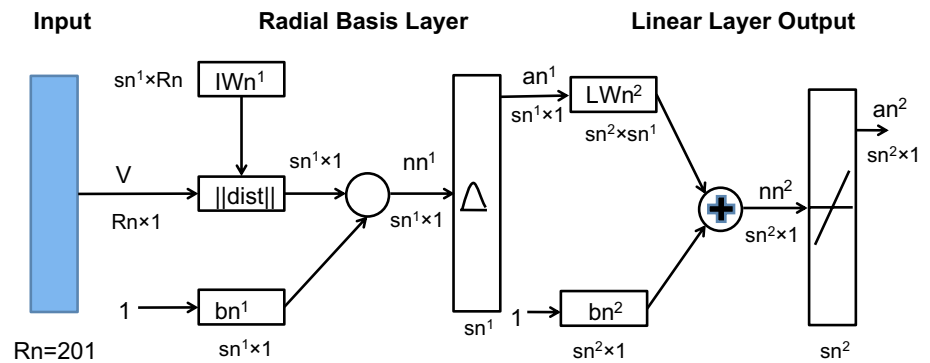 Input
Radial Basis Layer
Linear Layer Output
sn¹×Rn
IWn¹
V
Rn×1
||dist||
sn¹×1
1
bn¹
sn¹×1
nn¹
sn¹×1
sn¹
an¹
sn¹×1
LWn²
sn²×sn¹
1
bn²
sn²×1
nn²
sn²×1
an²
sn²×1
sn²
Rn=201